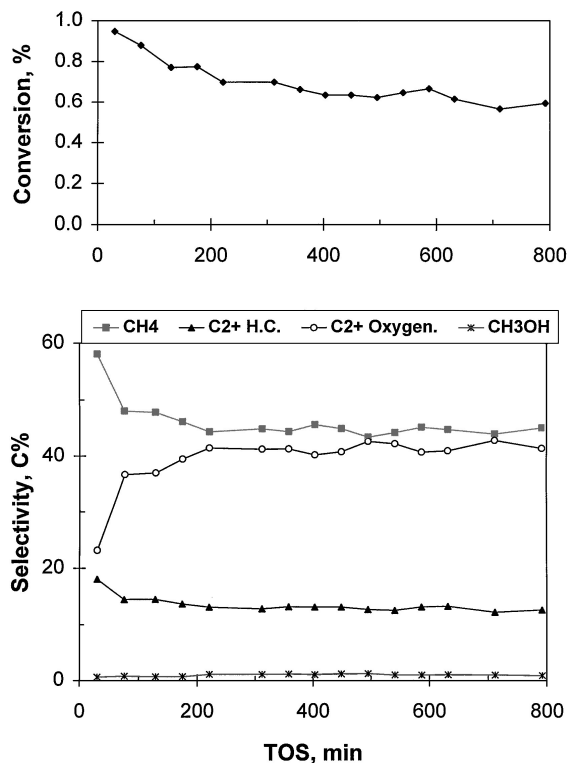 Conversion, %
1.0
0.8
0.6
0.4
0.2
0.0
0 200 400 600 800
CH4 C2+ H.C. C2+ Oxygen. CH3OH
Selectivity, C%
60
40
20
0
0 200 400 600 800
TOS, min